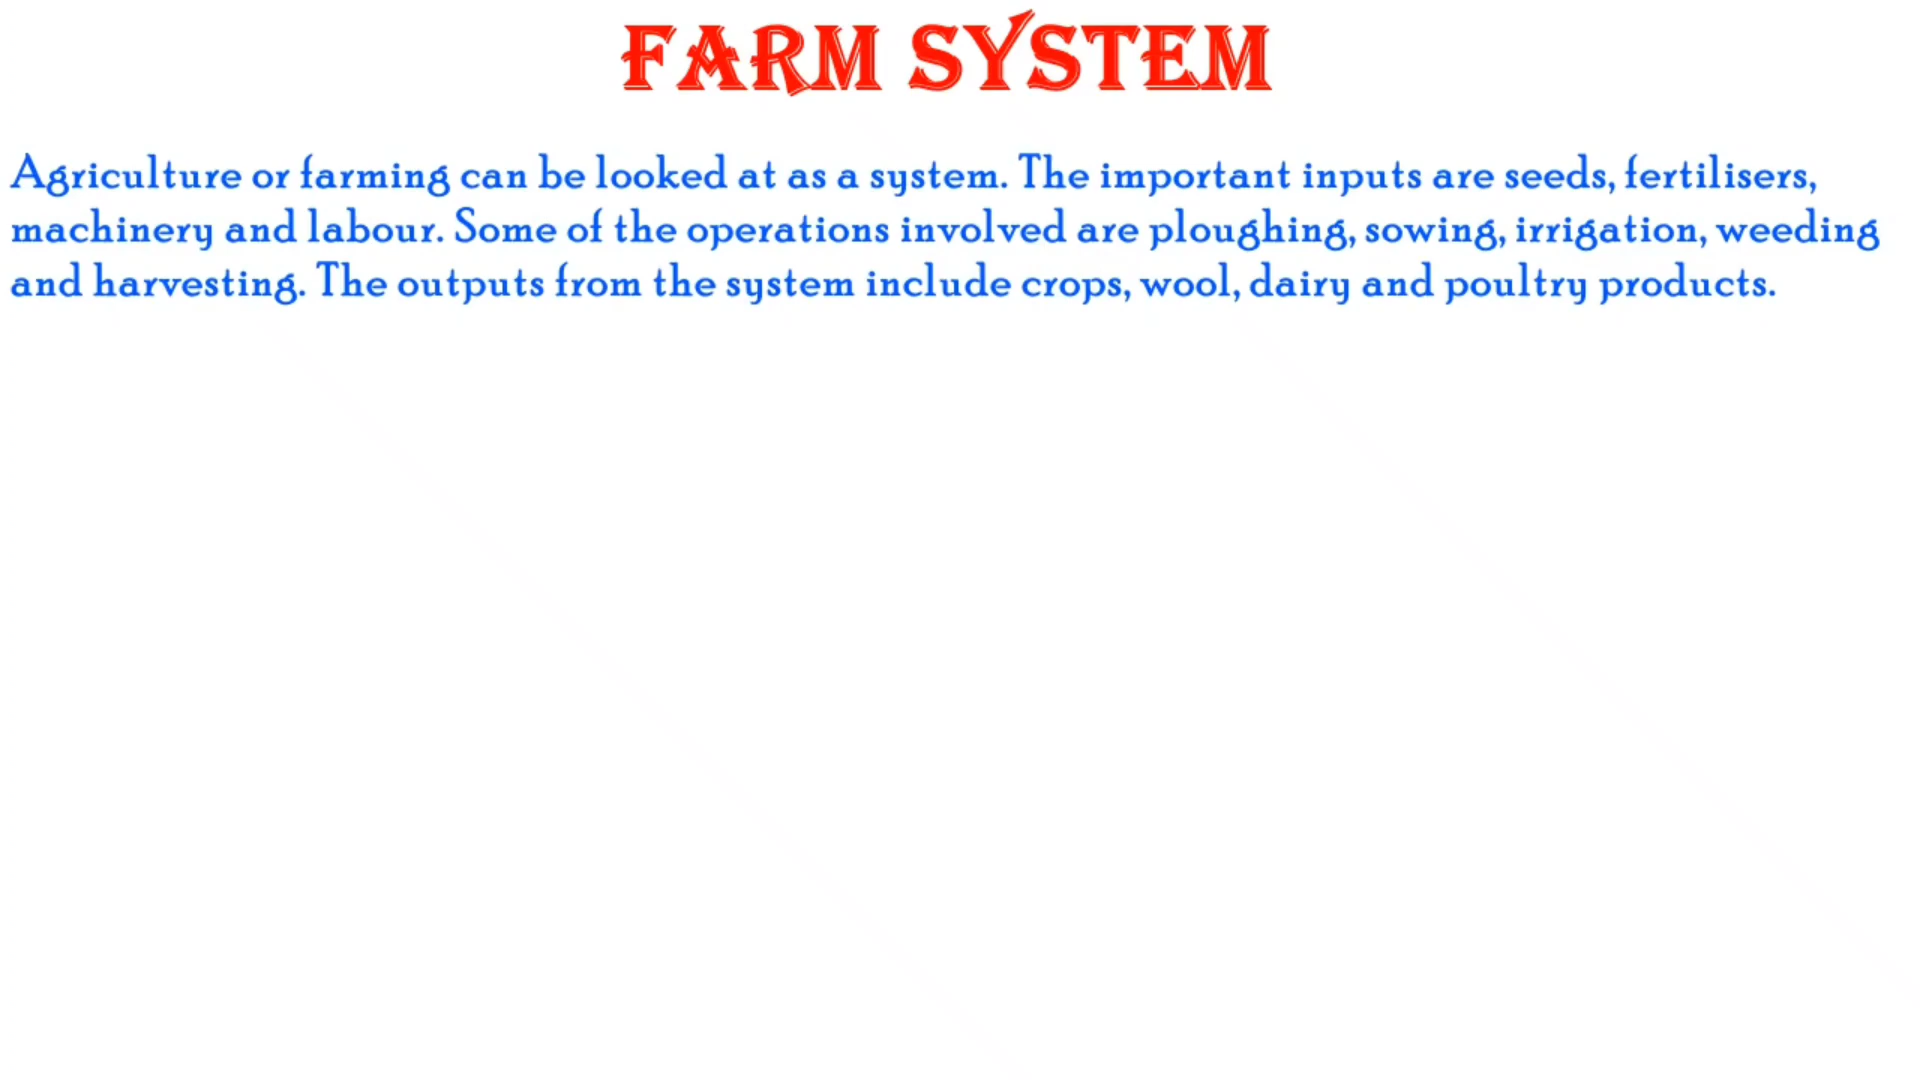 FARM SYSTEM
Agriculture or farming can be looked at as a system. The important inputs are seeds, fertilisers,
machinery and labour. Some of the operations involved are ploughing, sowing, irrigation, weeding
and harvesting. The outputs from the system include crops, wool, dairy and poultry products.